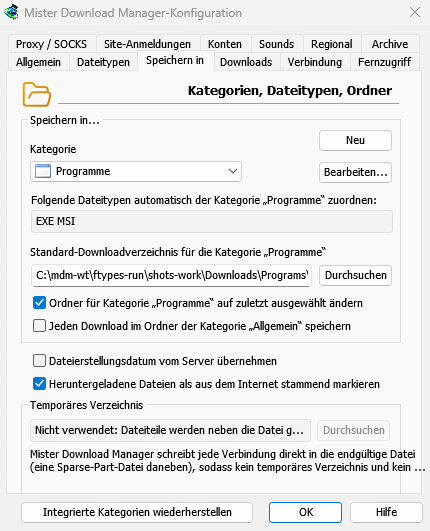 Mister Download Manager-Konfiguration
Proxy / SOCKS Site-Anmeldungen Konten Sounds Regional Archive
Allgemein Dateitypen Speichern in Downloads Verbindung Fernzugriff
Kategorien, Dateitypen, Ordner
Speichern in...
Neu
Kategorie
Programme
Bearbeiten...
Folgende Dateitypen automatisch der Kategorie „Programme“ zuordnen:
EXE MSI
Standard-Downloadverzeichnis für die Kategorie „Programme“
C:\mdm-wt\ftypes-run\shots-work\Downloads\Programs\ Durchsuchen
Ordner für Kategorie „Programme“ auf zuletzt ausgewählt ändern
Jeden Download im Ordner der Kategorie „Allgemein“ speichern
Dateierstellungsdatum vom Server übernehmen
Heruntergeladene Dateien als aus dem Internet stammend markieren
Temporäres Verzeichnis
Nicht verwendet: Dateiteile werden neben die Datei g... Durchsuchen
Mister Download Manager schreibt jede Verbindung direkt in die endgültige Datei
(eine Sparse-Part-Datei daneben), sodass kein temporäres Verzeichnis und kein ...
Integrierte Kategorien wiederherstellen OK Hilfe